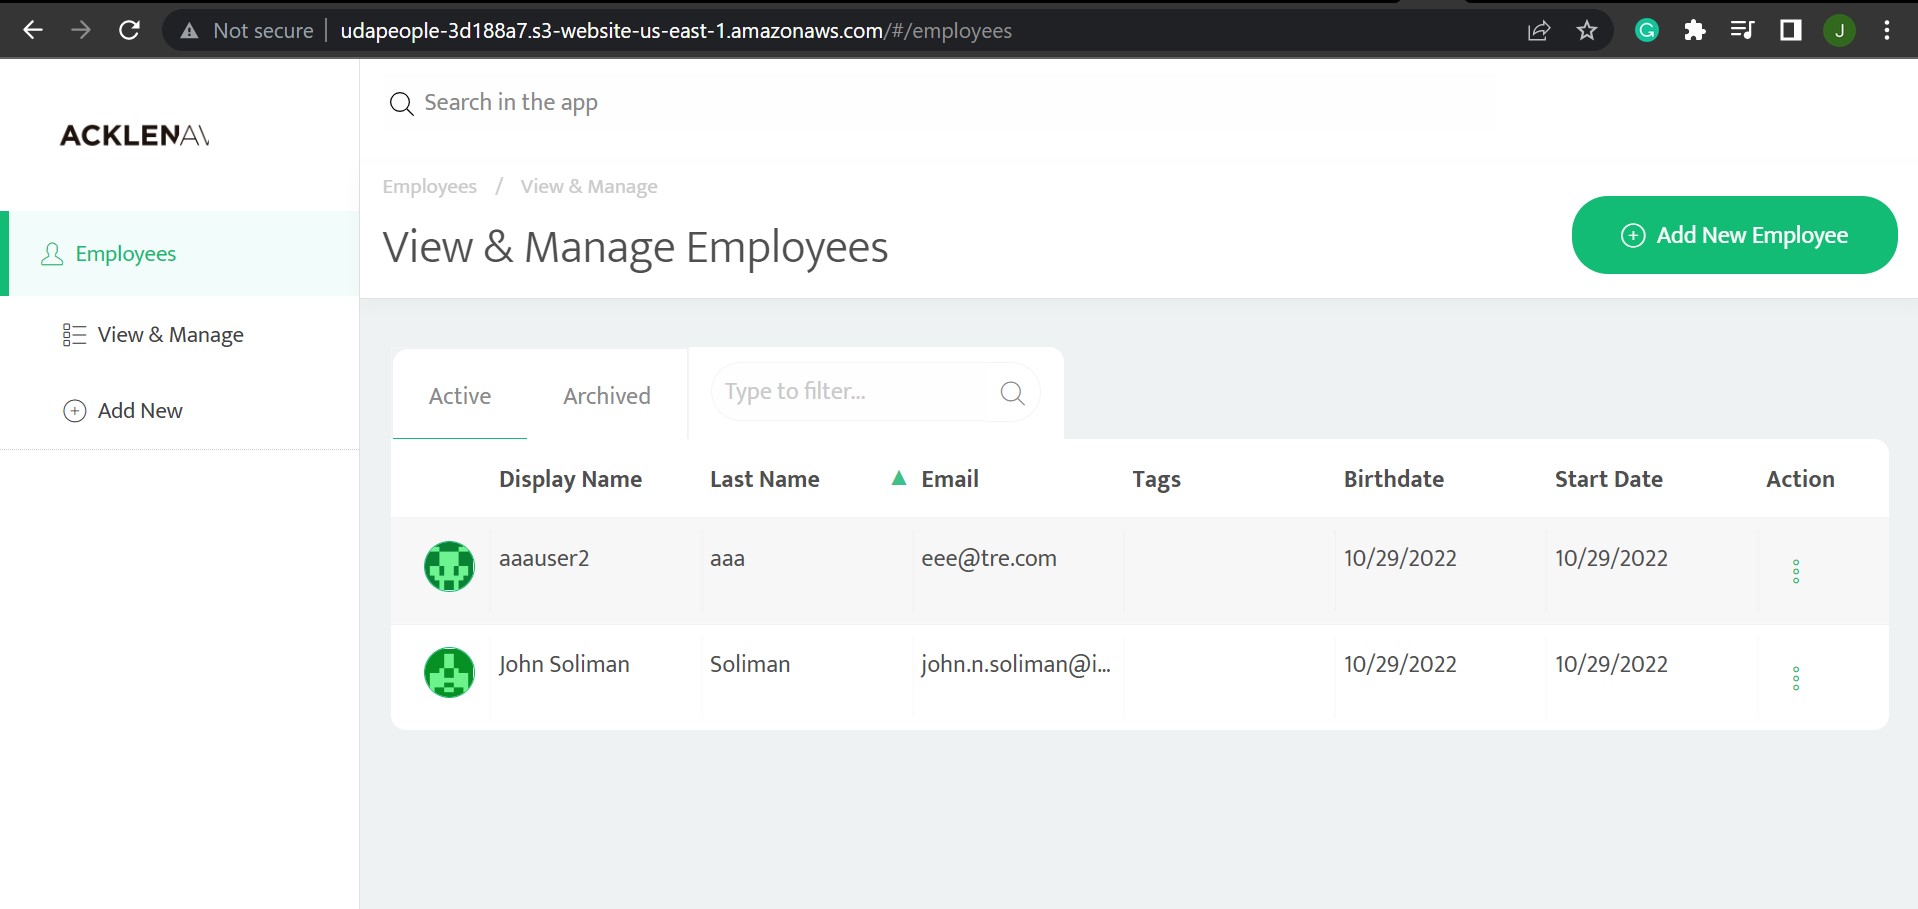 Not secure | udapeople-3d188a7.s3-website-us-east-1.amazonaws.com/#/employees
J
ACKLENAV
Search in the app
Employees / View & Manage
View & Manage Employees
Add New Employee
Employees
View & Manage
Add New
Active Archived Type to filter...
Display Name Last Name ▲ Email Tags Birthdate Start Date Action
aaauser2 aaa eee@tre.com 10/29/2022 10/29/2022
John Soliman Soliman john.n.soliman@i... 10/29/2022 10/29/2022